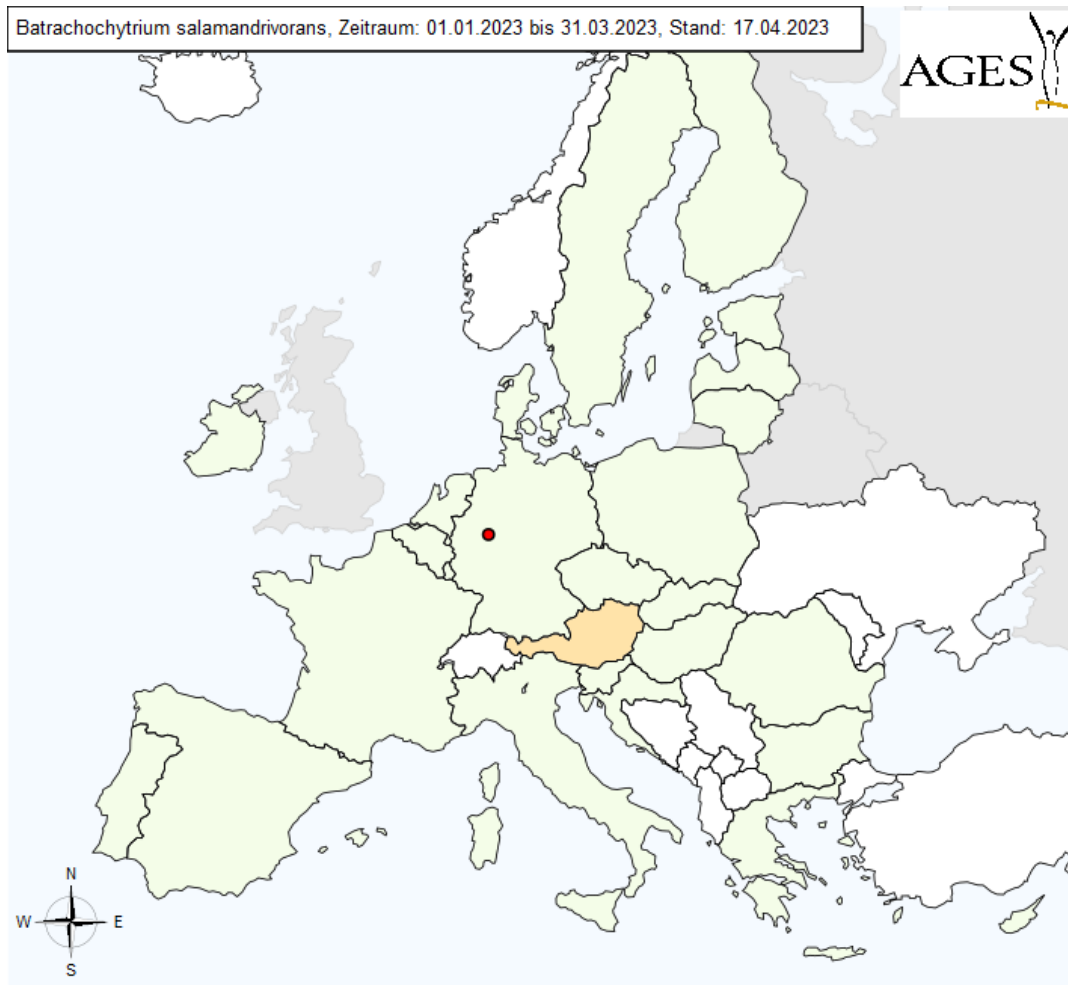 Batrachochytrium salamandrivorans, Zeitraum: 01.01.2023 bis 31.03.2023, Stand: 17.04.2023
AGES
N
W E
S